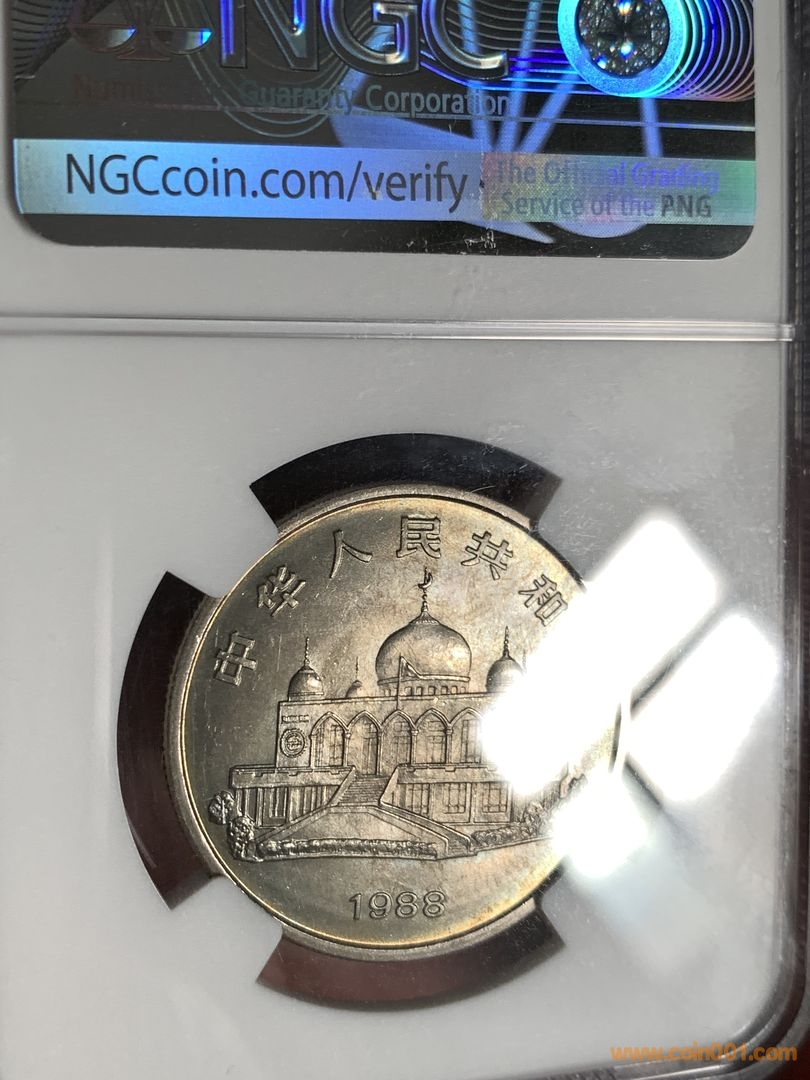 NGC
Numismatic Guaranty Corporation
NGCcoin.com/verify
The Official Grading
Service of the PNG
中华人民共和
1988
www.coin001.com